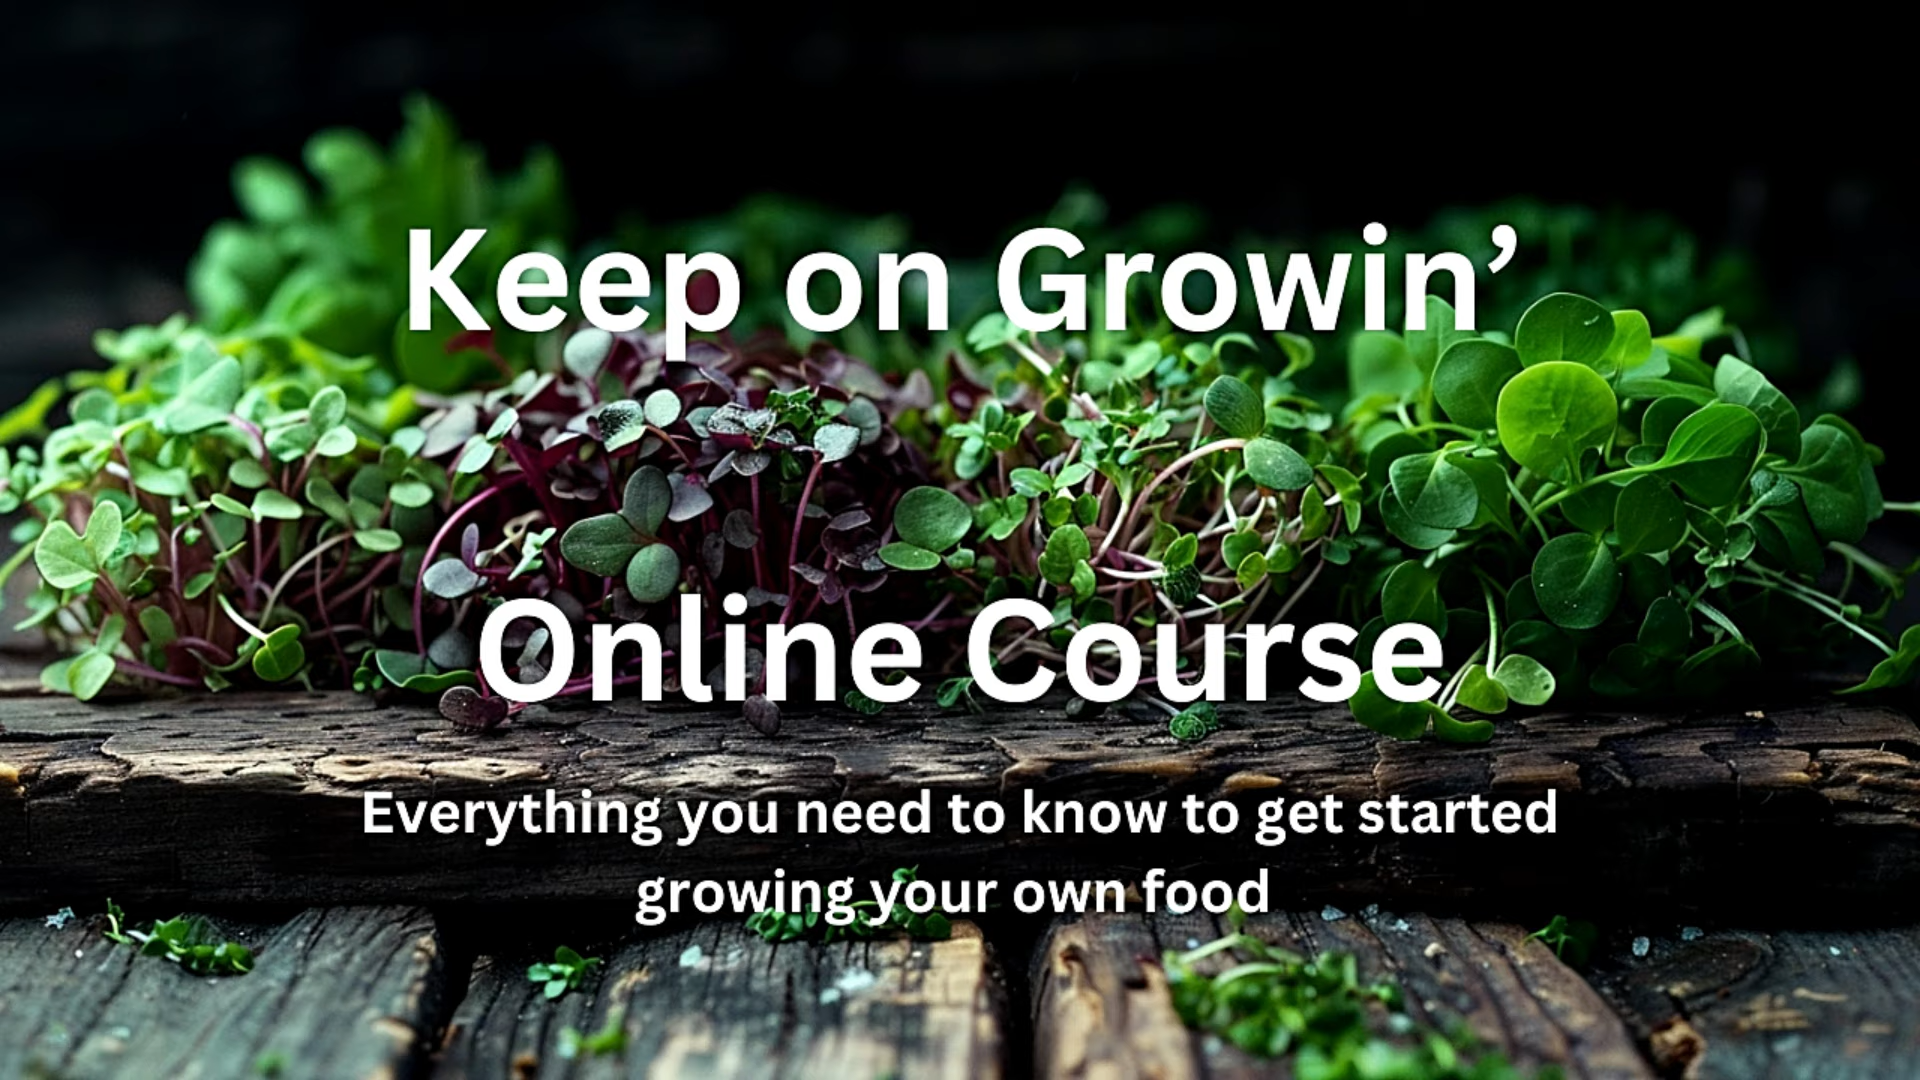 Keep on Growin’
Online Course
Everything you need to know to get started
growing your own food